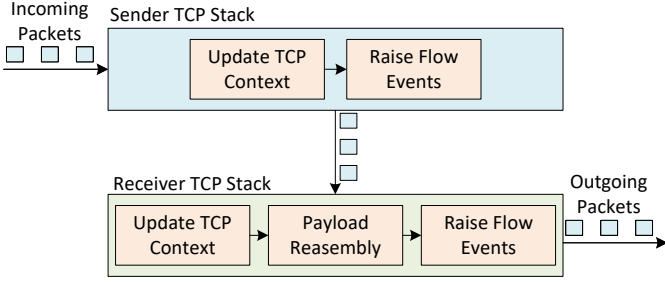 Incoming
Packets
Sender TCP Stack
Update TCP
Context
Raise Flow
Events
Receiver TCP Stack
Update TCP
Context
Payload
Reassembly
Raise Flow
Events
Outgoing
Packets